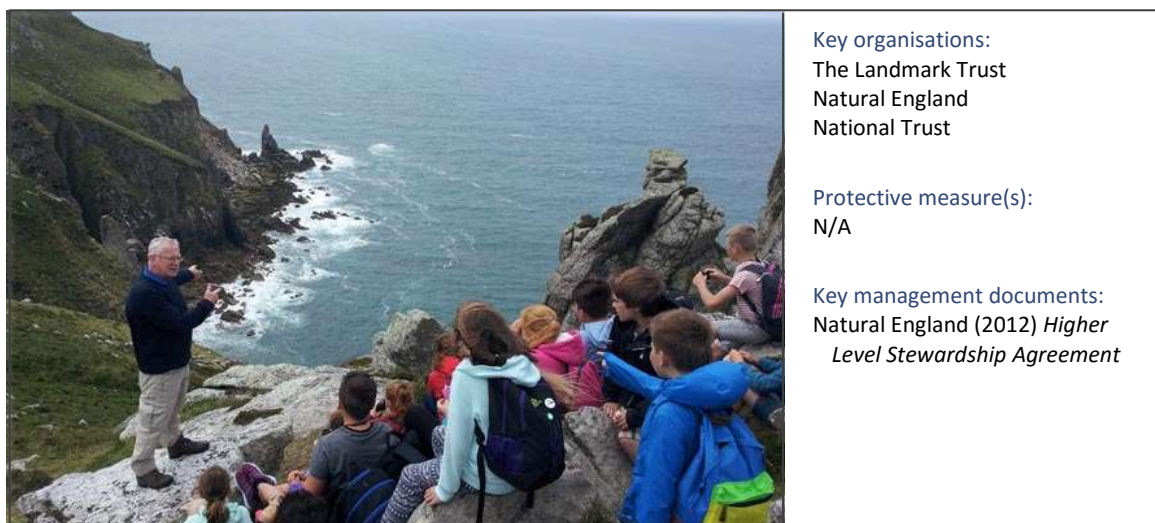 Key organisations:
The Landmark Trust
Natural England
National Trust
Protective measure(s):
N/A
Key management documents:
Natural England (2012) Higher
Level Stewardship Agreement